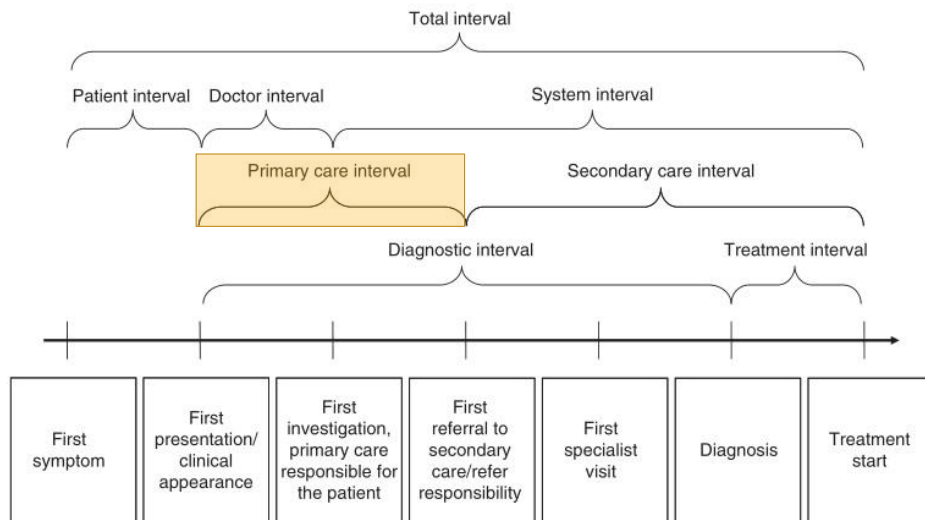 Total interval
Patient interval Doctor interval System interval
Primary care interval Secondary care interval
Diagnostic interval Treatment interval
First
symptom
First
presentation/
clinical
appearance
First
investigation,
primary care
responsible for
the patient
First
referral to
secondary
care/refer
responsibility
First
specialist
visit
Diagnosis
Treatment
start